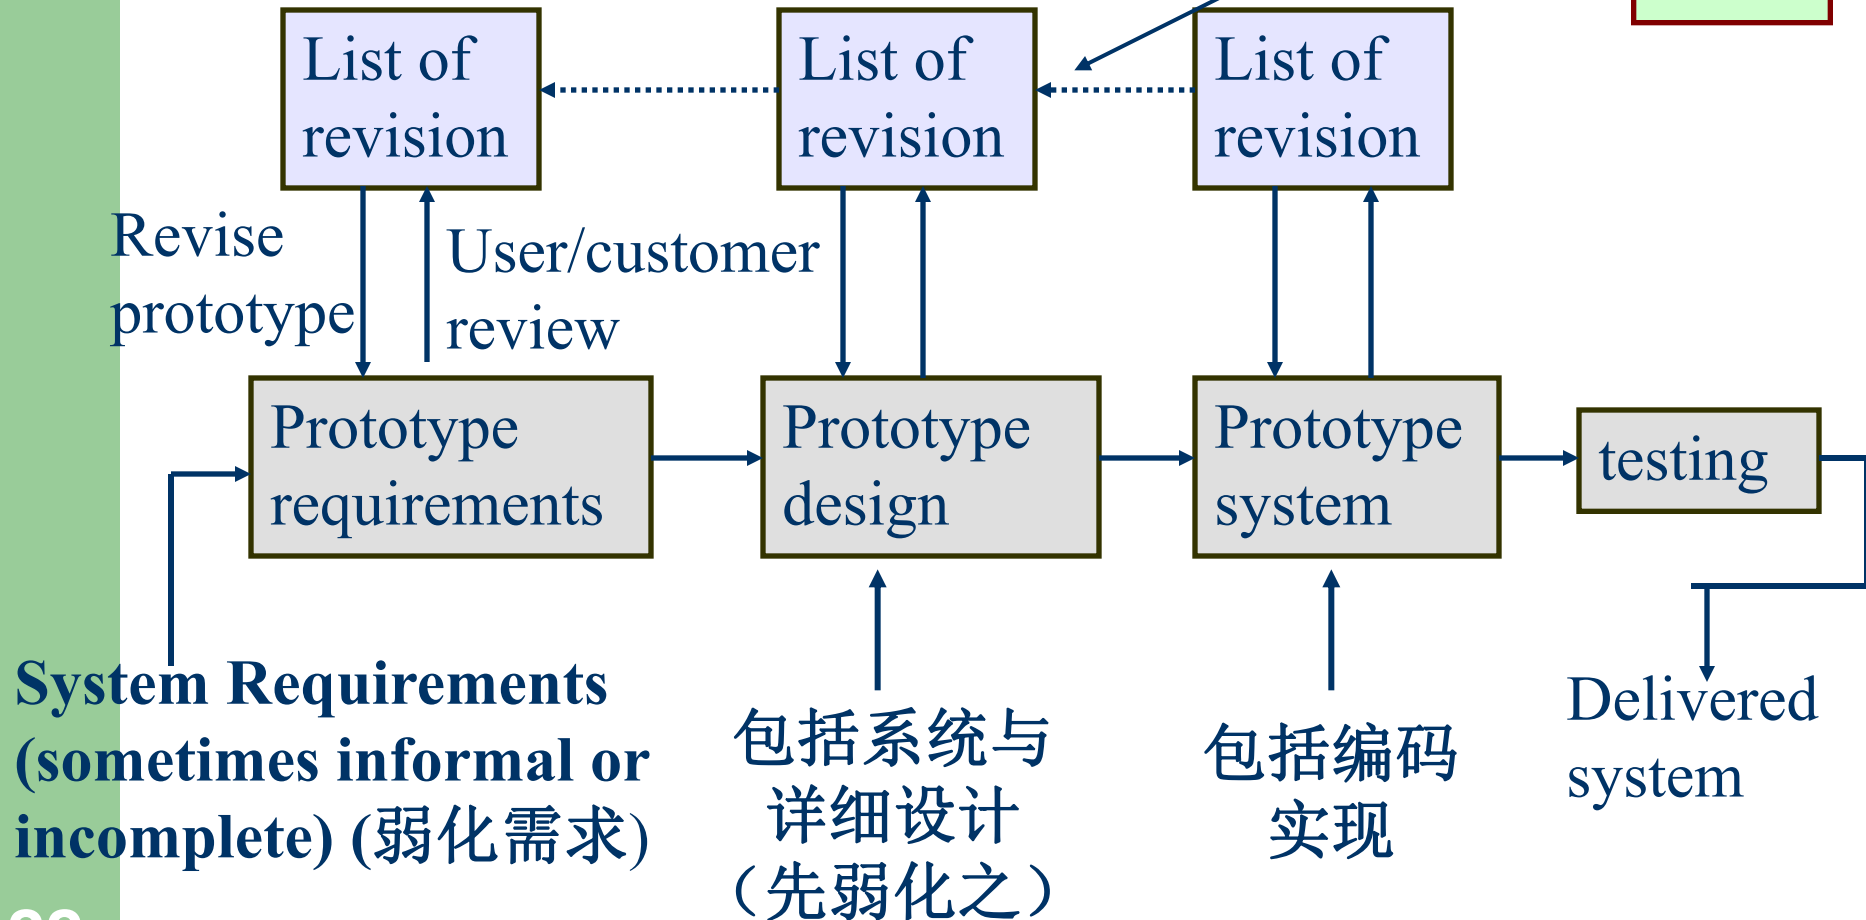 List of
revision
List of
revision
List of
revision
Revise
prototype
User/customer
review
Prototype
requirements
Prototype
design
Prototype
system
testing
System Requirements
(sometimes informal or
incomplete) (弱化需求)
包括系统与
详细设计
（先弱化之）
包括编码
实现
Delivered
system